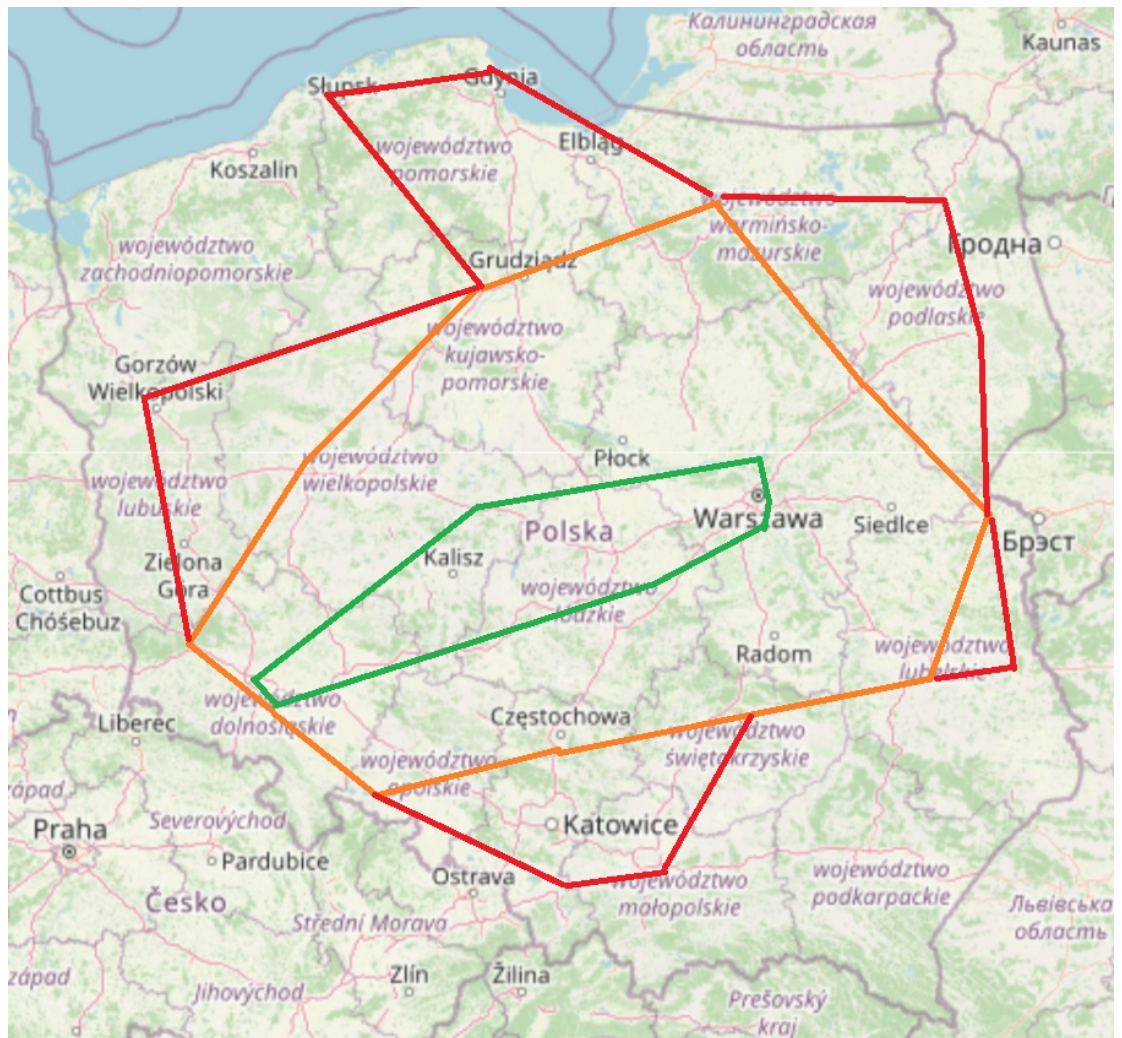 Калининградская
область
Kaunas
Słupsk
Gdynia
Elbląg
województwo
pomorskie
Koszalin
województwo
zachodniopomorskie
województwo
warmińsko-
mazurskie
Гродна
Grudziądz
województwo
podlaskie
województwo
kujawsko-
pomorskie
Gorzów
Wielkopolski
województwo
wielkopolskie
Płock
województwo
lubuskie
Warszawa
Siedlce
Polska
Брэст
Kalisz
Zielona
Góra
Cottbus
Chóśebuz
województwo
łódzkie
Radom
województwo
lubelskie
województwo
dolnośląskie
Liberec
Częstochowa
województwo
świętokrzyskie
województwo
opolskie
západ
Praha
Severovýchod
Katowice
Pardubice
Ostrava
województwo
małopolskie
województwo
podkarpackie
Česko
Střední Morava
Львівська
область
západ
Zlín
Žilina
Jihovýchod
Prešovský
kraj